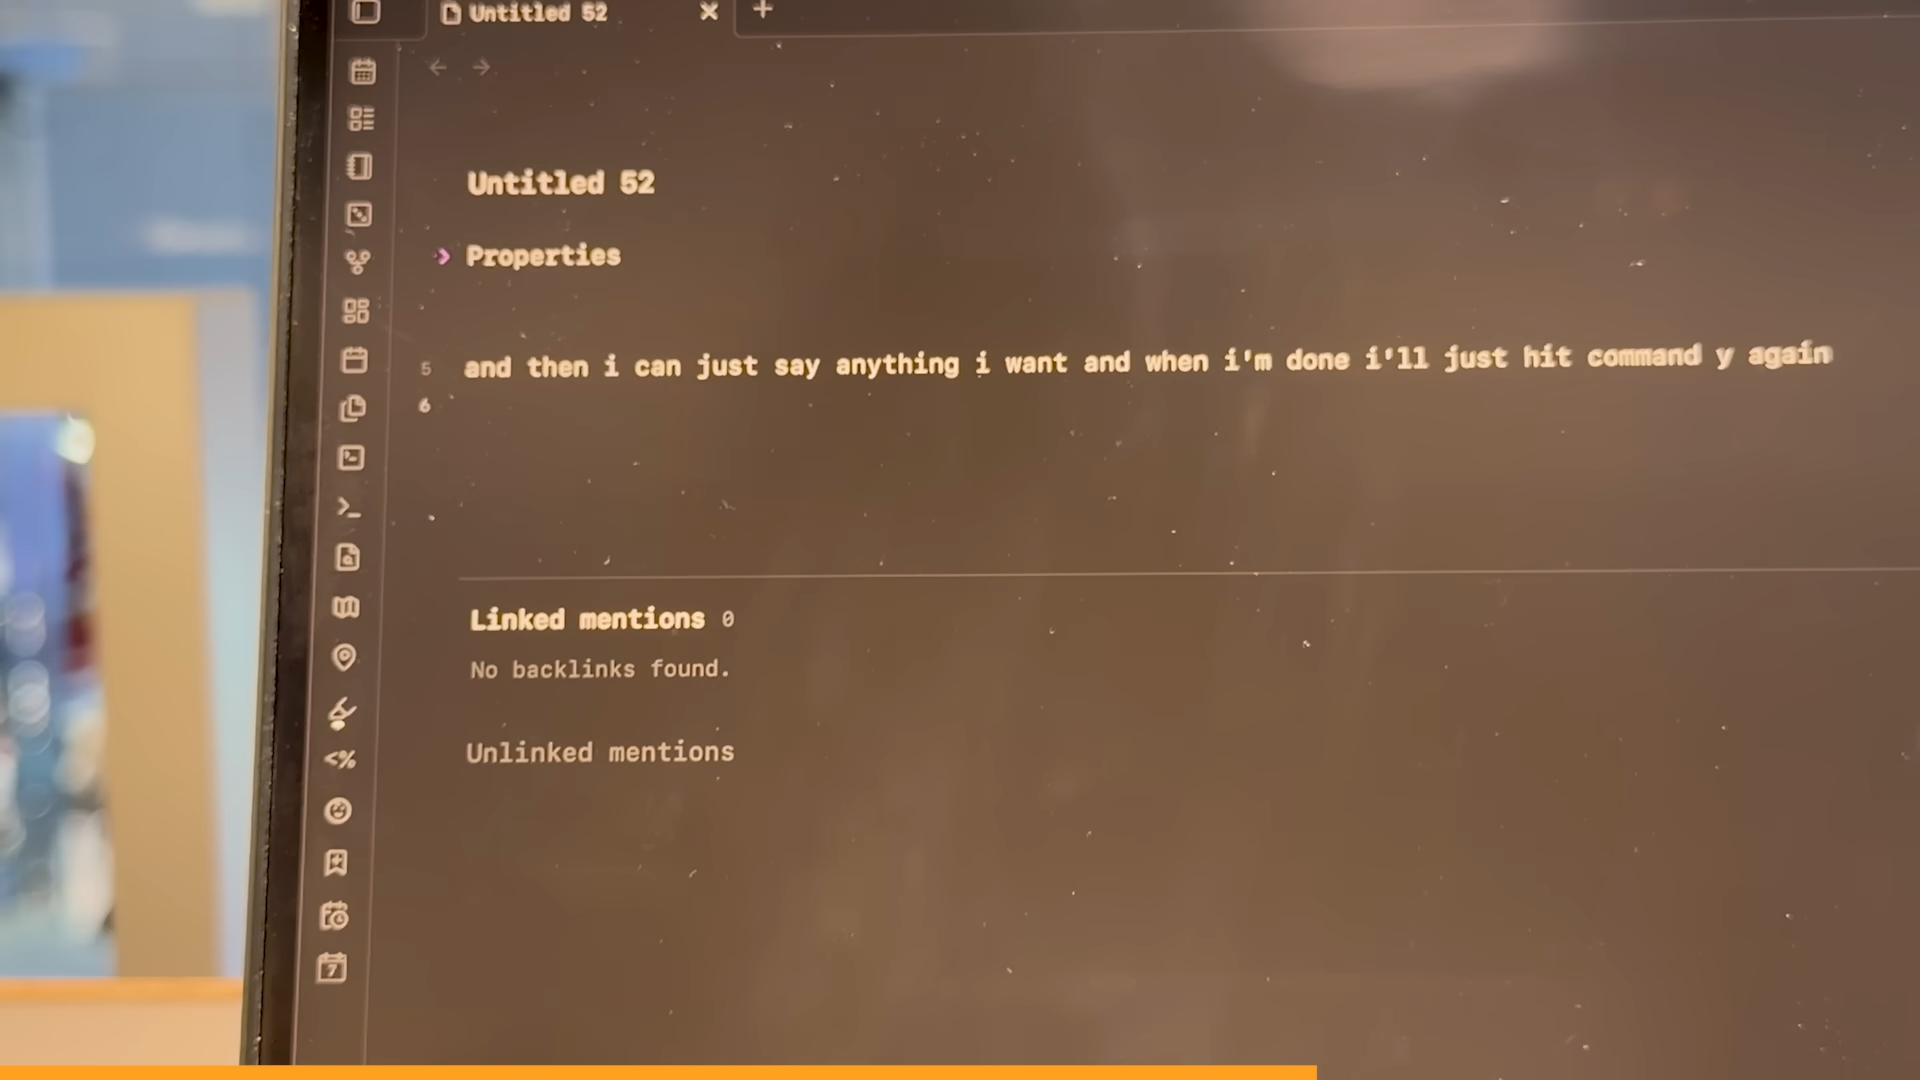 Untitled 52
Untitled 52
Properties
5 and then i can just say anything i want and when i'm done i'll just hit command y again
6
Linked mentions 0
No backlinks found.
Unlinked mentions
<%
7